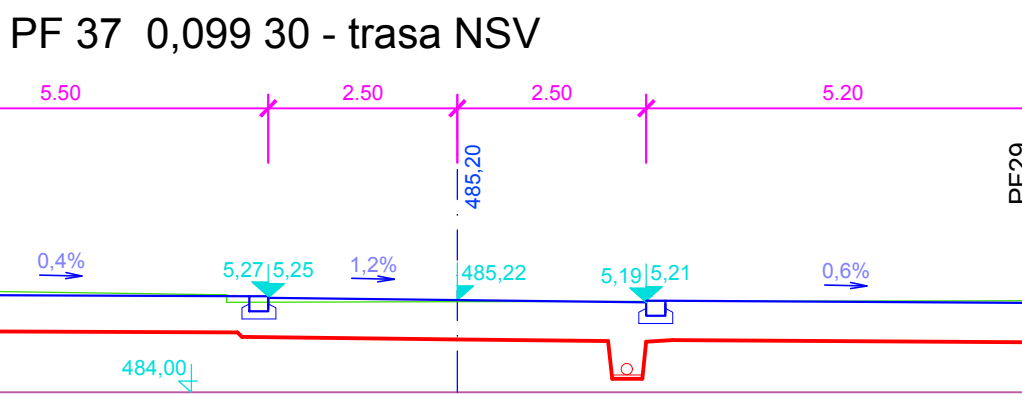 PF 37 0,099 30 - trasa NSV
5.50 2.50 2.50 5.20
485,20
PF29
0,4% 5,27 5,25 1,2% 485,22 5,19 5,21 0,6%
484,00